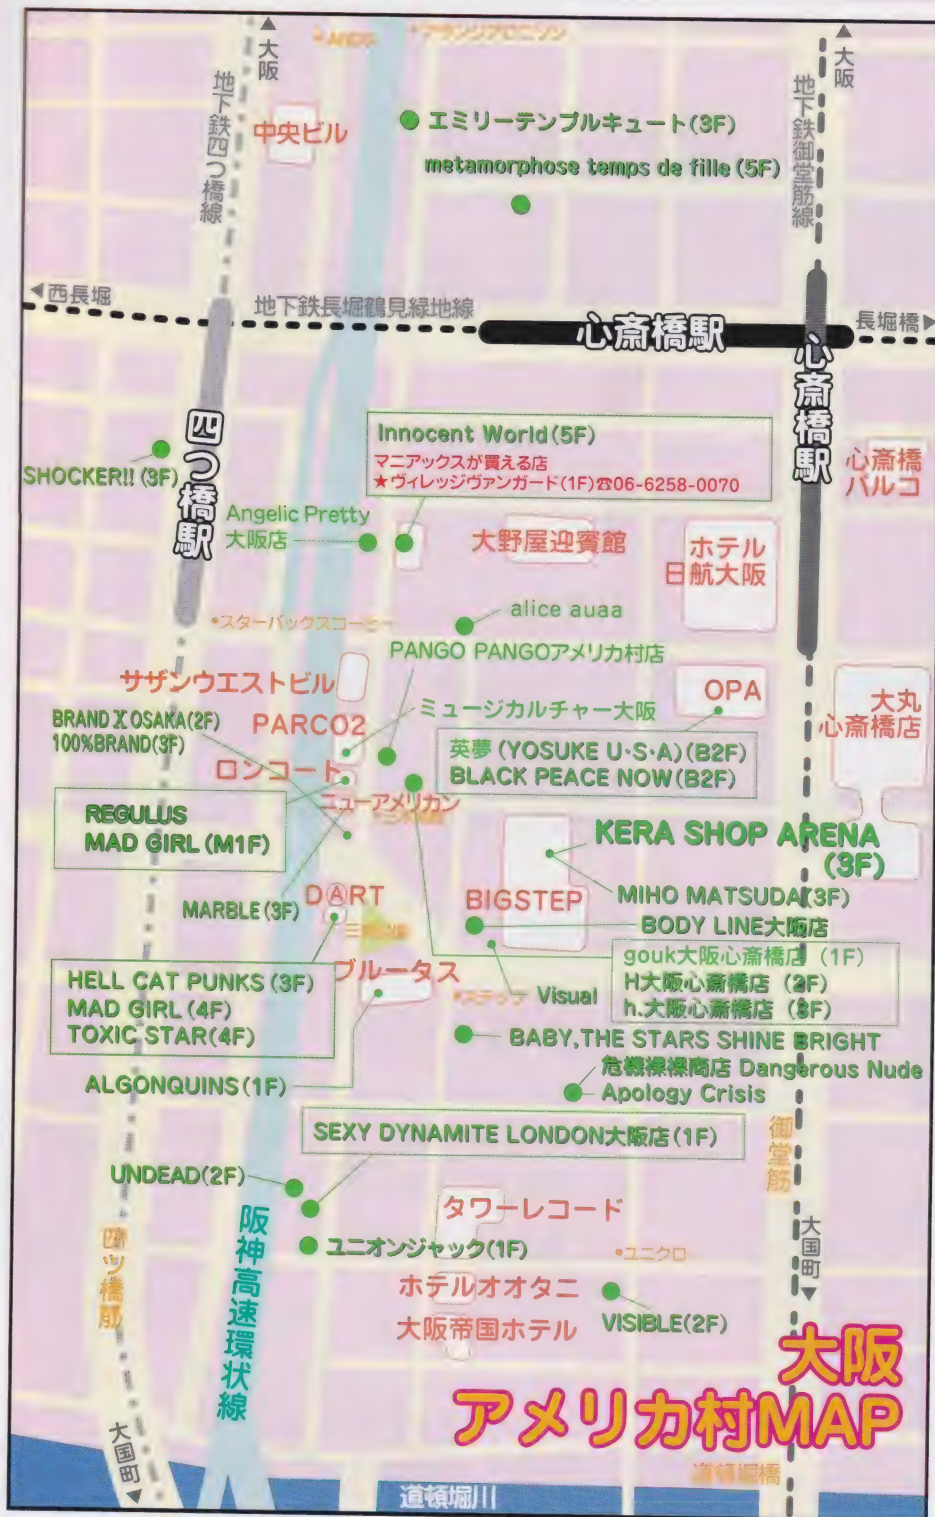 ▲大阪
▲大阪
地下鉄四つ橋線
地下鉄御堂筋線
中央ビル
エミリーテンプルキュート(3F)
metamorphose temps de fille (5F)
◀西長堀
地下鉄長堀鶴見緑地線
心斎橋駅
長堀橋▶
四つ橋駅
心斎橋駅
SHOCKER!! (3F)
Innocent World(5F)
マニアックスが買える店
★ヴィレッジヴァンガード(1F)☎06-6258-0070
心斎橋
パルコ
Angelic Pretty
大阪店
大野屋迎賓館
ホテル
日航大阪
alice auaa
•スターバックスコーヒー
PANGO PANGOアメリカ村店
サザンウエストビル
OPA
大丸
心斎橋店
BRAND X OSAKA(2F)
100%BRAND(3F)
PARCO2
ミュージカルチャー大阪
英夢 (YOSUKE U·S·A)(B2F)
BLACK PEACE NOW(B2F)
ロンコート
ニューアメリカン
REGULUS
MAD GIRL (M1F)
KERA SHOP ARENA
(3F)
MARBLE(3F)
DⒶRT
BIGSTEP
MIHO MATSUDA(3F)
BODY LINE大阪店
gouk大阪心斎橋店 (1F)
H大阪心斎橋店 (2F)
h.大阪心斎橋店 (3F)
HELL CAT PUNKS (3F)
MAD GIRL (4F)
TOXIC STAR(4F)
ブルータス
•ステップ
Visual
BABY,THE STARS SHINE BRIGHT
ALGONQUINS(1F)
危機裸裸商店 Dangerous Nude
Apology Crisis
SEXY DYNAMITE LONDON大阪店(1F)
御堂筋
UNDEAD(2F)
タワーレコード
ユニオンジャック(1F)
•ユニクロ
大国町▼
四ツ橋筋
阪神高速環状線
ホテルオオタニ
大阪帝国ホテル
VISIBLE(2F)
大阪
アメリカ村MAP
大国町▼
道頓堀橋
道頓堀川